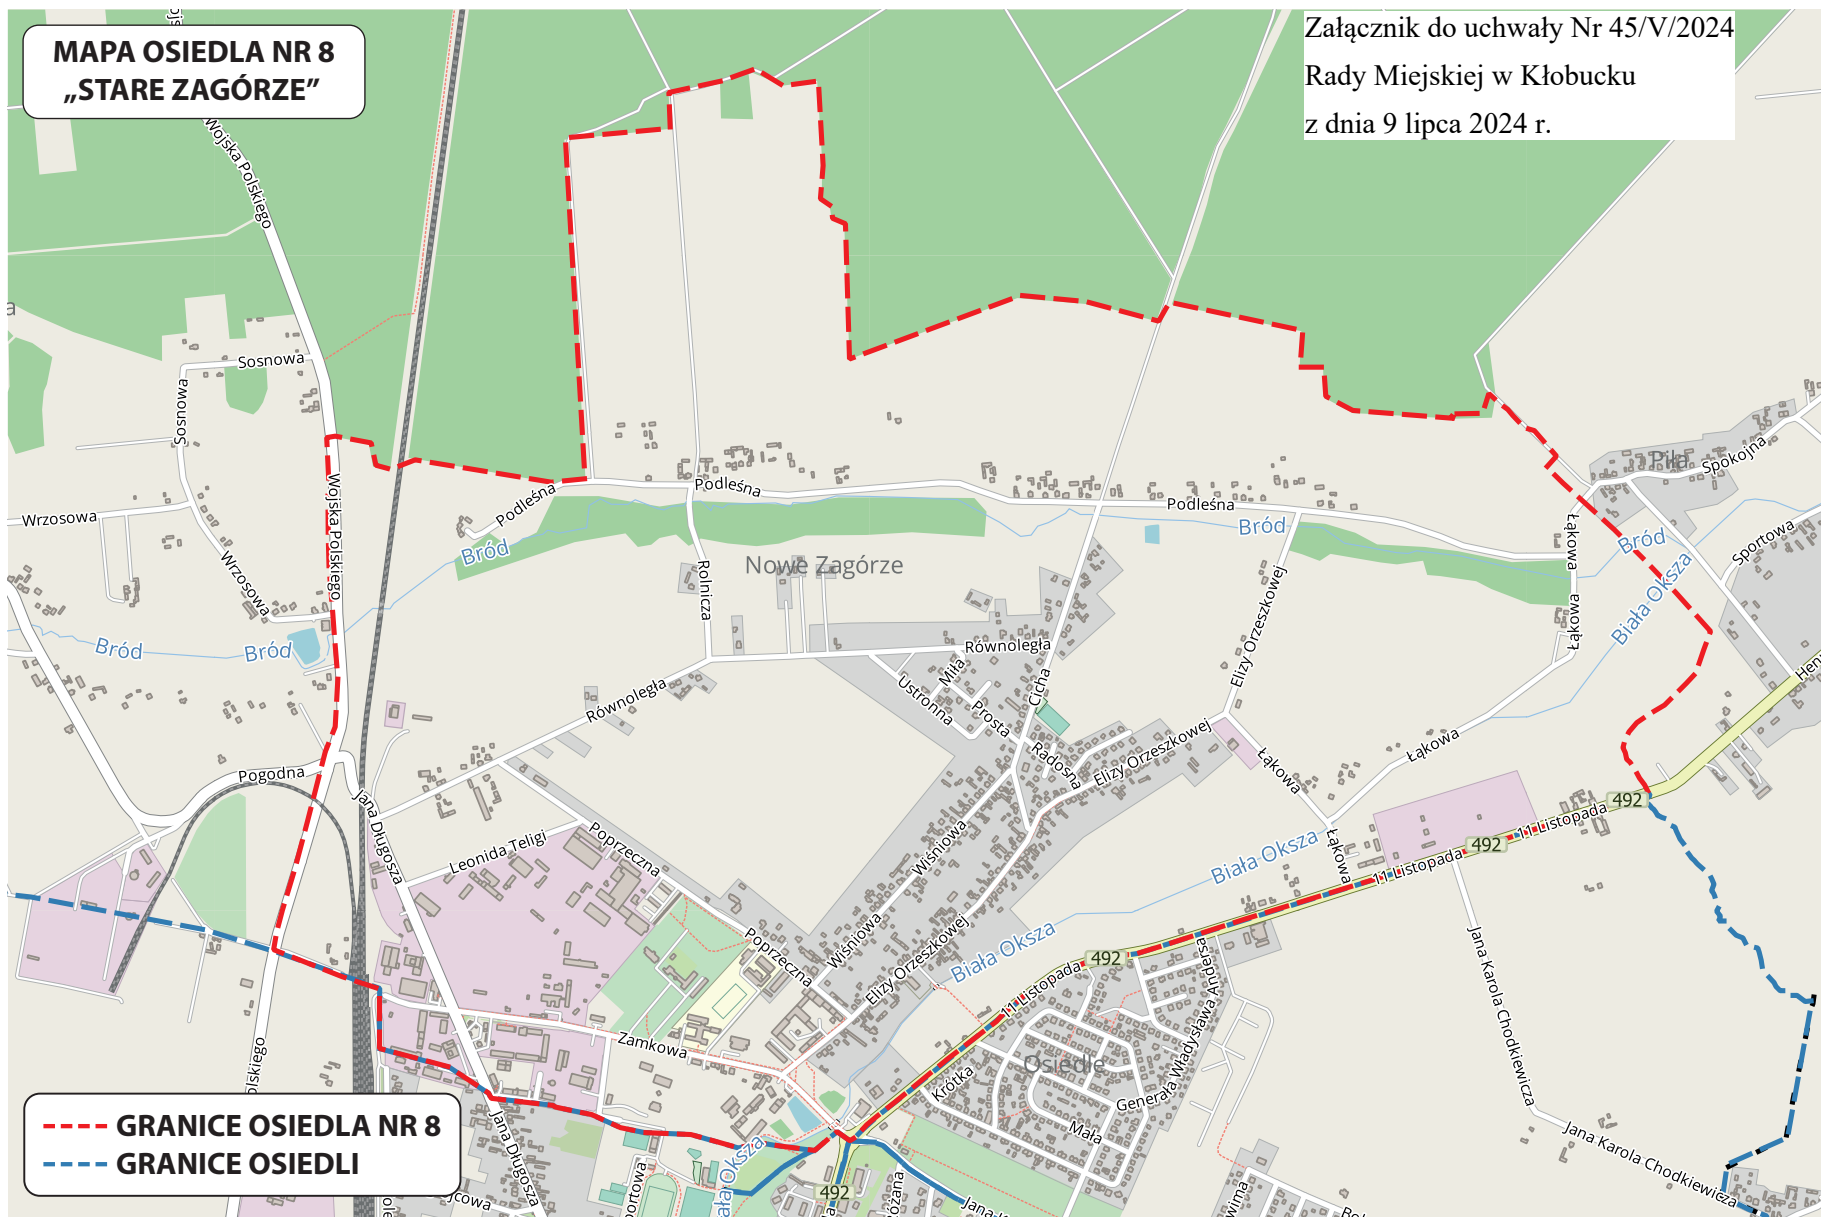 MAPA OSIEDLA NR 8
„STARE ZAGÓRZE”
Załącznik do uchwały Nr 45/V/2024
Rady Miejskiej w Kłobucku
z dnia 9 lipca 2024 r.
Wojska Polskiego
Sosnowa
Sosnowa
Wrzosowa
Wrzosowa
Wojska Polskiego
Bród
Bród
Bród
Podleśna
Podleśna
Podleśna
Bród
Bród
Piła
Spokojna
Sportowa
Łąkowa
Łąkowa
Biała Oksza
Nowe Zagórze
Rolnicza
Równoległa
Równoległa
Miła
Ustronna
Prosta
Cicha
Radosna
Elizy Orzeszkowej
Elizy Orzeszkowej
Łąkowa
Łąkowa
Łąkowa
Pogodna
Jana Długosza
Leonida Teligi
Poprzeczna
Poprzeczna
Wiśniowa
Wiśniowa
Elizy Orzeszkowej
Biała Oksza
Biała Oksza
492
11 Listopada
492
11 Listopada
492
11 Listopada
Jana Karola Chodkiewicza
Jana Karola Chodkiewicza
Generała Władysława Andersa
Osiedle
Krótka
Mała
Zamkowa
Jana Długosza
492
GRANICE OSIEDLA NR 8
GRANICE OSIEDLI